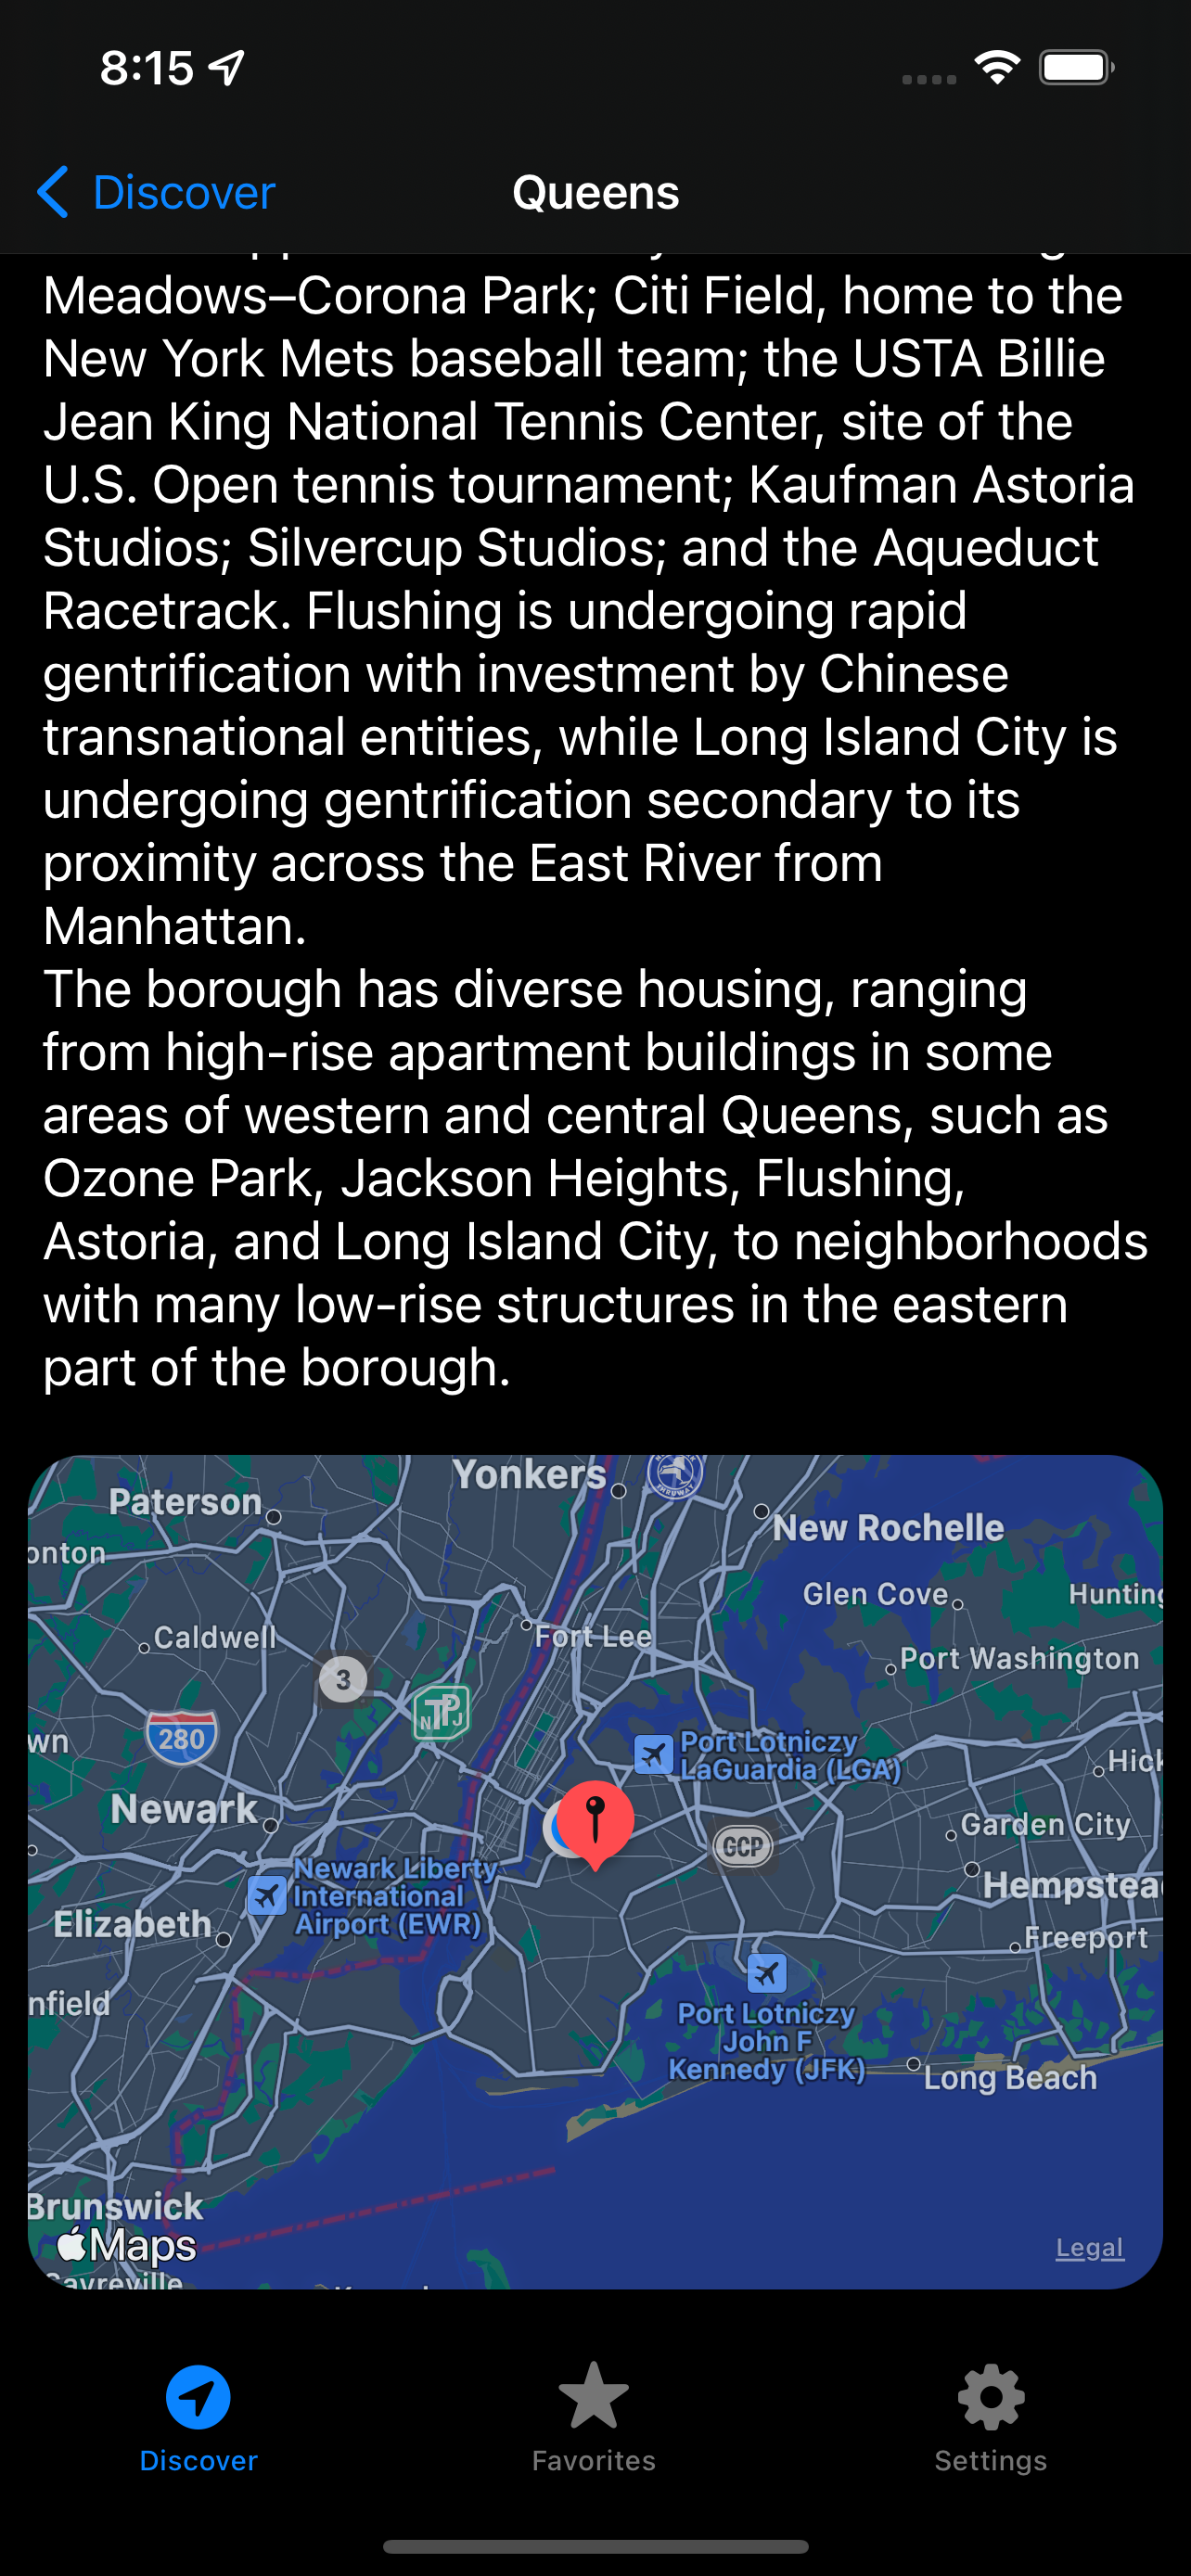 8:15
Discover
Queens
Meadows–Corona Park; Citi Field, home to the
New York Mets baseball team; the USTA Billie
Jean King National Tennis Center, site of the
U.S. Open tennis tournament; Kaufman Astoria
Studios; Silvercup Studios; and the Aqueduct
Racetrack. Flushing is undergoing rapid
gentrification with investment by Chinese
transnational entities, while Long Island City is
undergoing gentrification secondary to its
proximity across the East River from
Manhattan.
The borough has diverse housing, ranging
from high-rise apartment buildings in some
areas of western and central Queens, such as
Ozone Park, Jackson Heights, Flushing,
Astoria, and Long Island City, to neighborhoods
with many low-rise structures in the eastern
part of the borough.
Yonkers
Paterson
New Rochelle
onton
Glen Cove
Hunting
Caldwell
Fort Lee
Port Washington
3
NTPJ
280
wn
Port Lotniczy
LaGuardia (LGA)
Hick
Newark
Garden City
GCP
Newark Liberty
International
Airport (EWR)
Hempstea
Elizabeth
Freeport
nfield
Port Lotniczy
John F
Kennedy (JFK)
Long Beach
Brunswick
Maps
Legal
Sayreville
Discover
Favorites
Settings